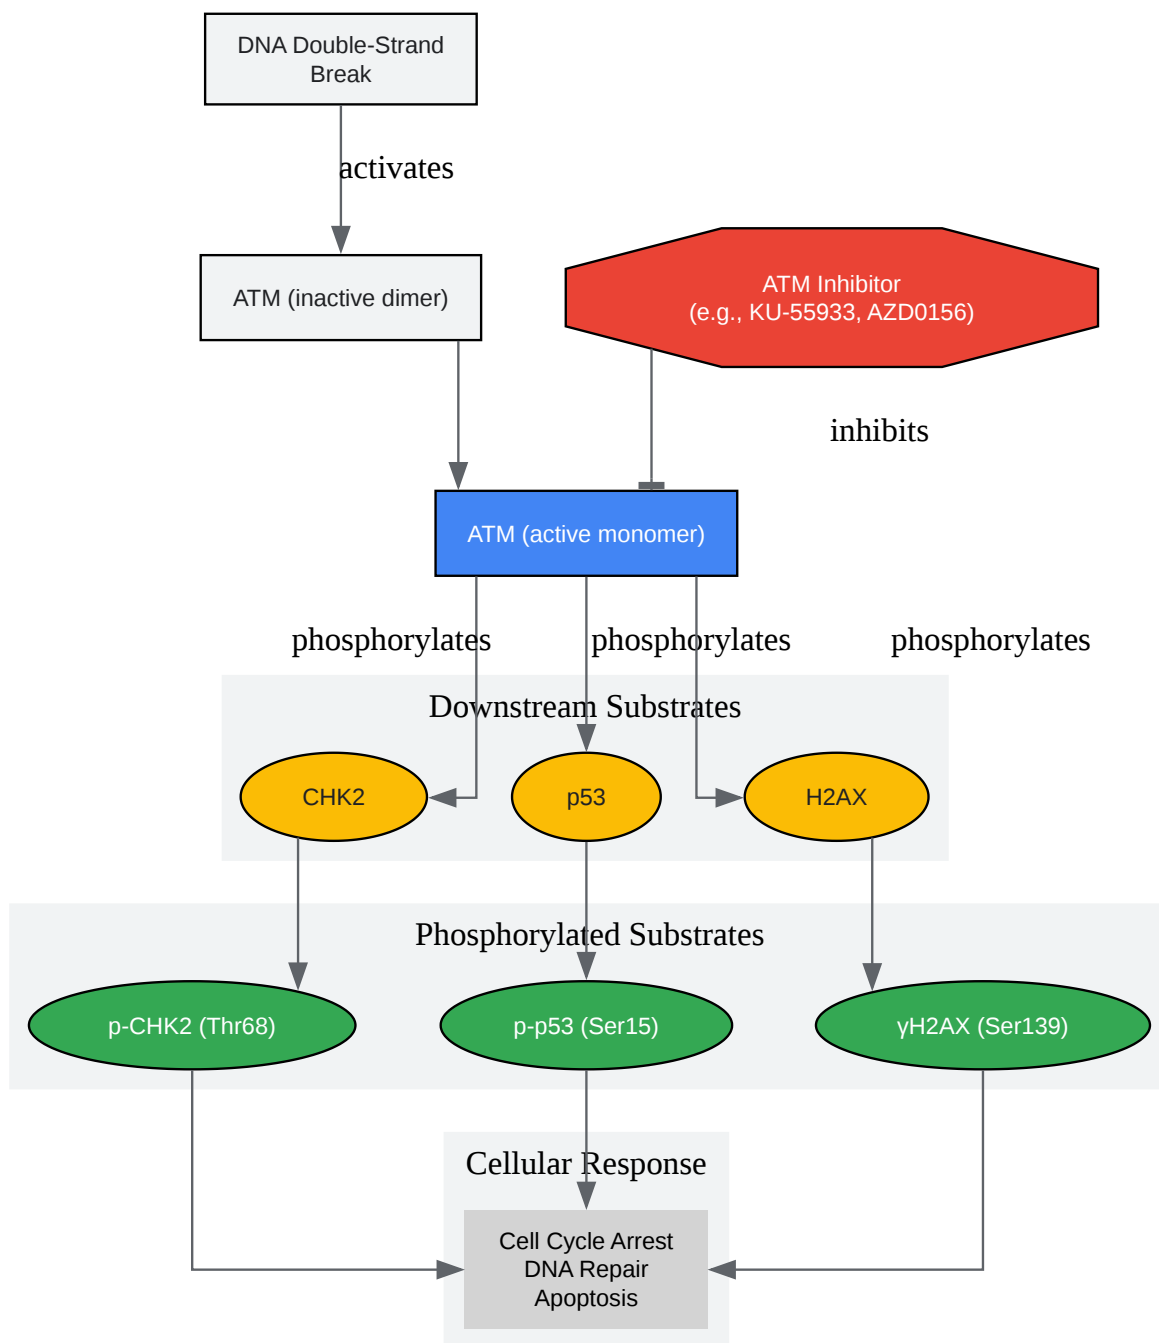 DNA Double-Strand
Break
activates
ATM (inactive dimer)
ATM Inhibitor
(e.g., KU-55933, AZD0156)
inhibits
ATM (active monomer)
phosphorylates
phosphorylates
phosphorylates
Downstream Substrates
CHK2
p53
H2AX
Phosphorylated Substrates
p-CHK2 (Thr68)
p-p53 (Ser15)
γH2AX (Ser139)
Cellular Response
Cell Cycle Arrest
DNA Repair
Apoptosis